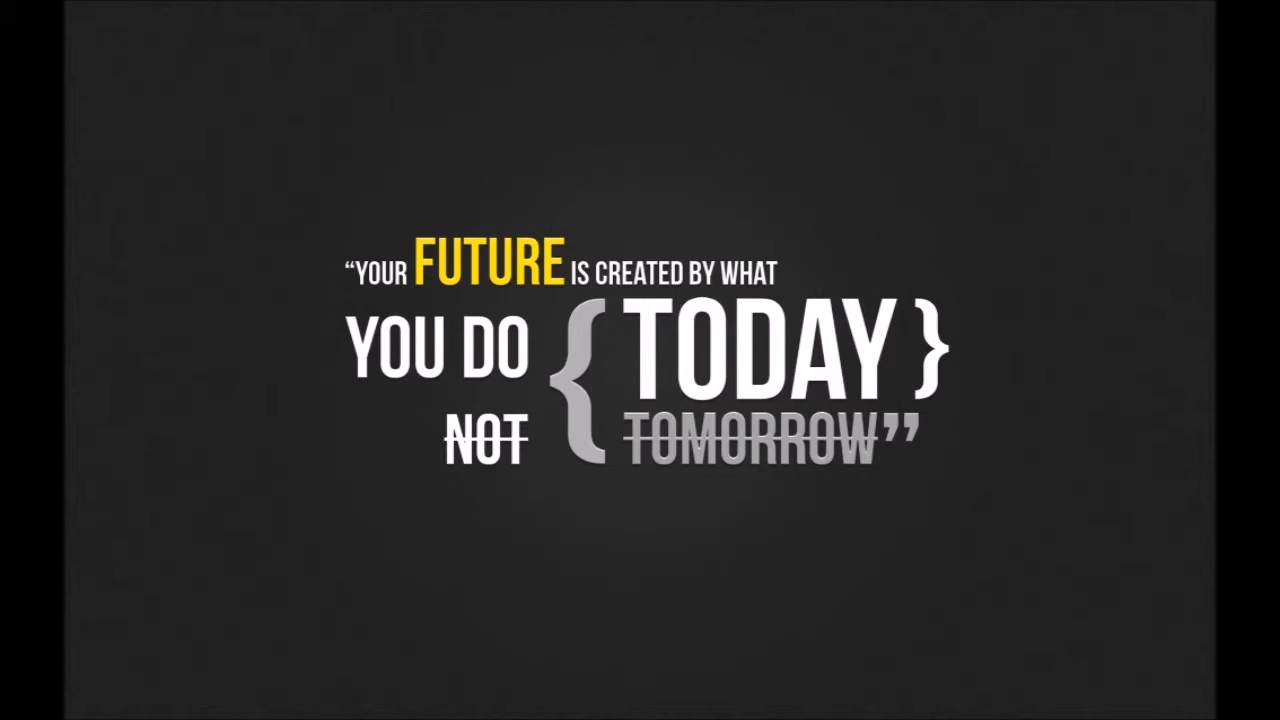 “YOUR FUTURE IS CREATED BY WHAT
YOU DO { TODAY }
NOT TOMORROW”